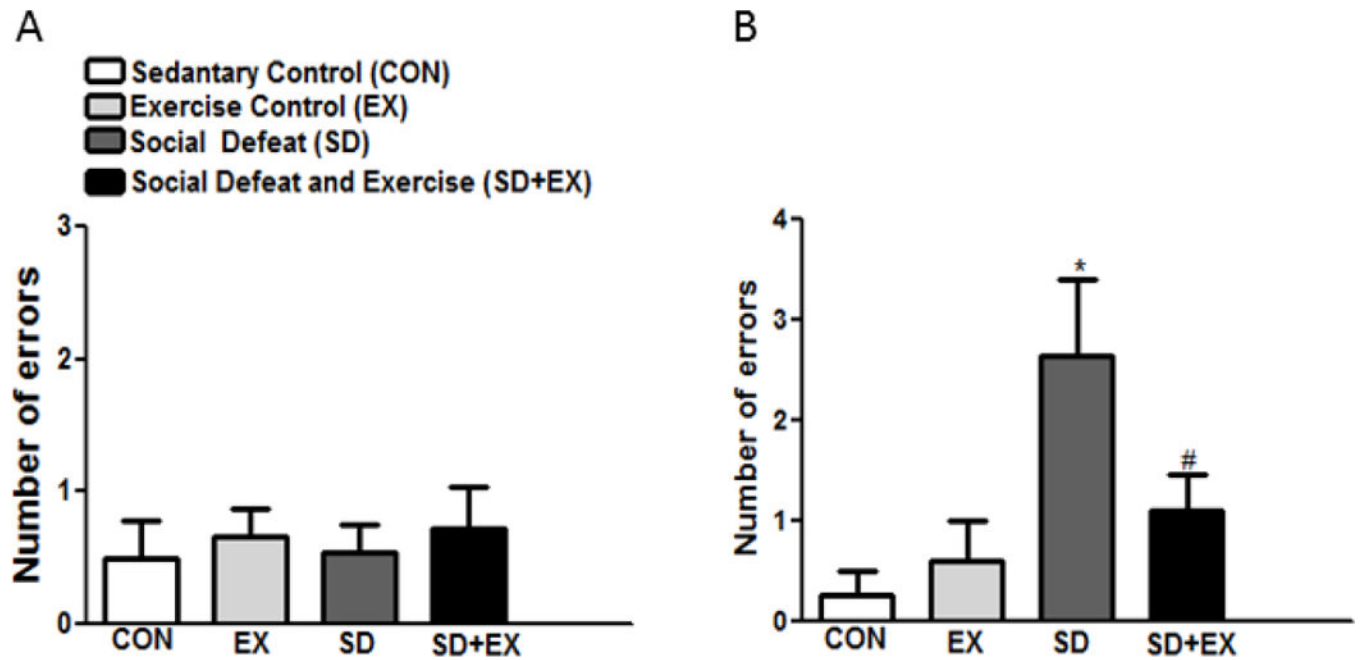 A
Sedantary Control (CON)
Exercise Control (EX)
Social Defeat (SD)
Social Defeat and Exercise (SD+EX)
Number of errors
3
2
1
0
CON EX SD SD+EX
B
Number of errors
4
3
2
1
0
*
#
CON EX SD SD+EX